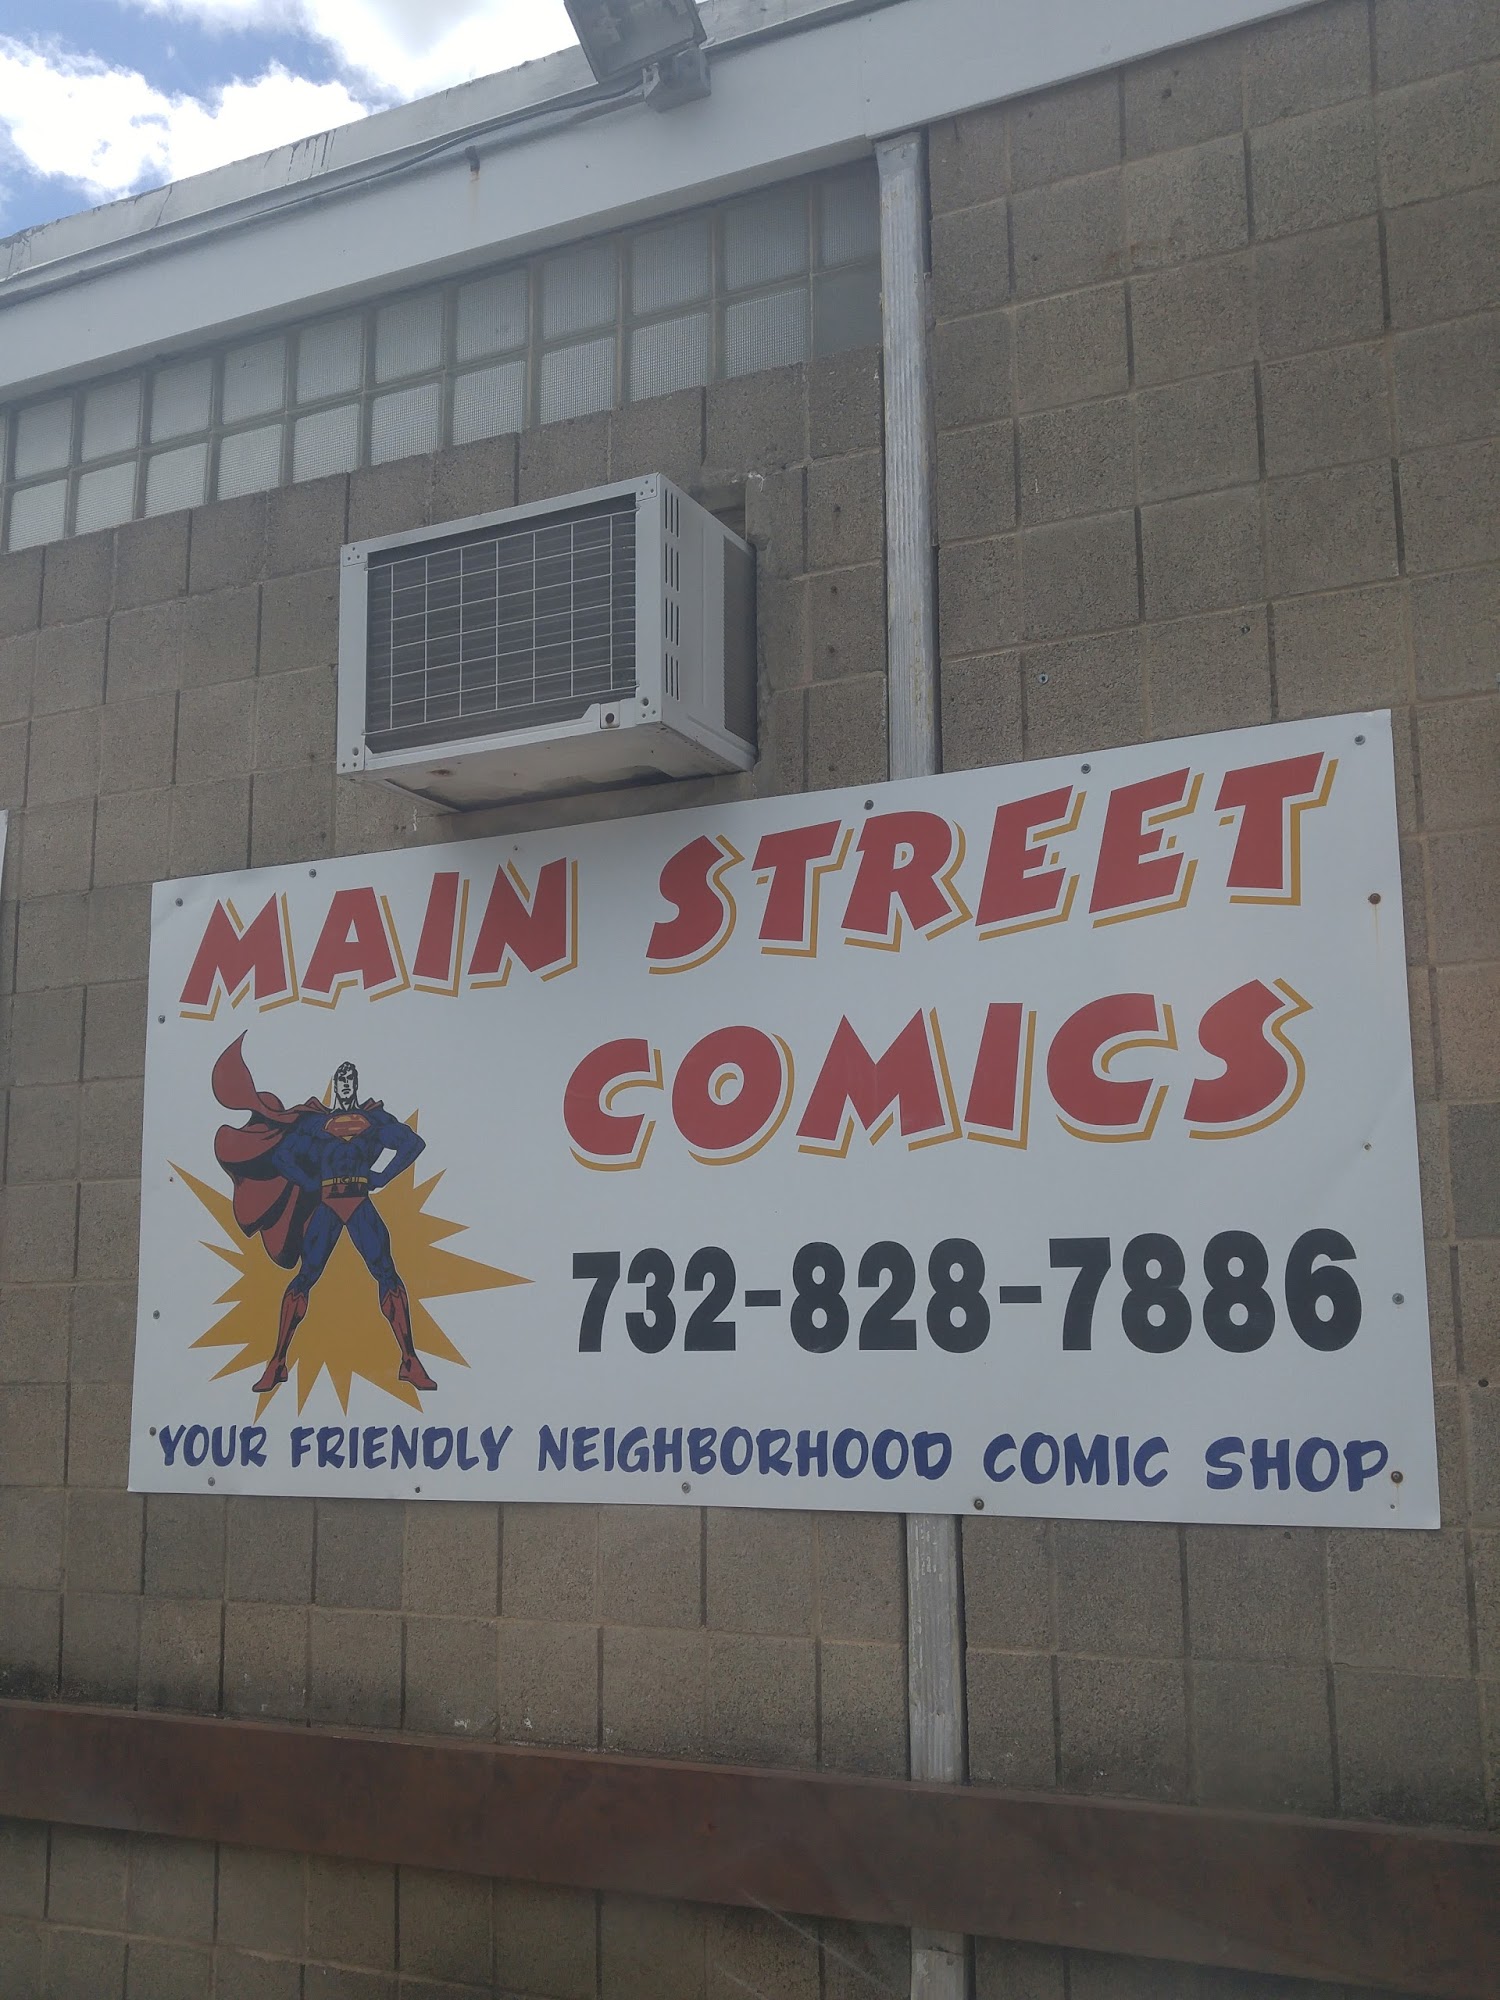 MAIN STREET
COMICS
732-828-7886
YOUR FRIENDLY NEIGHBORHOOD COMIC SHOP